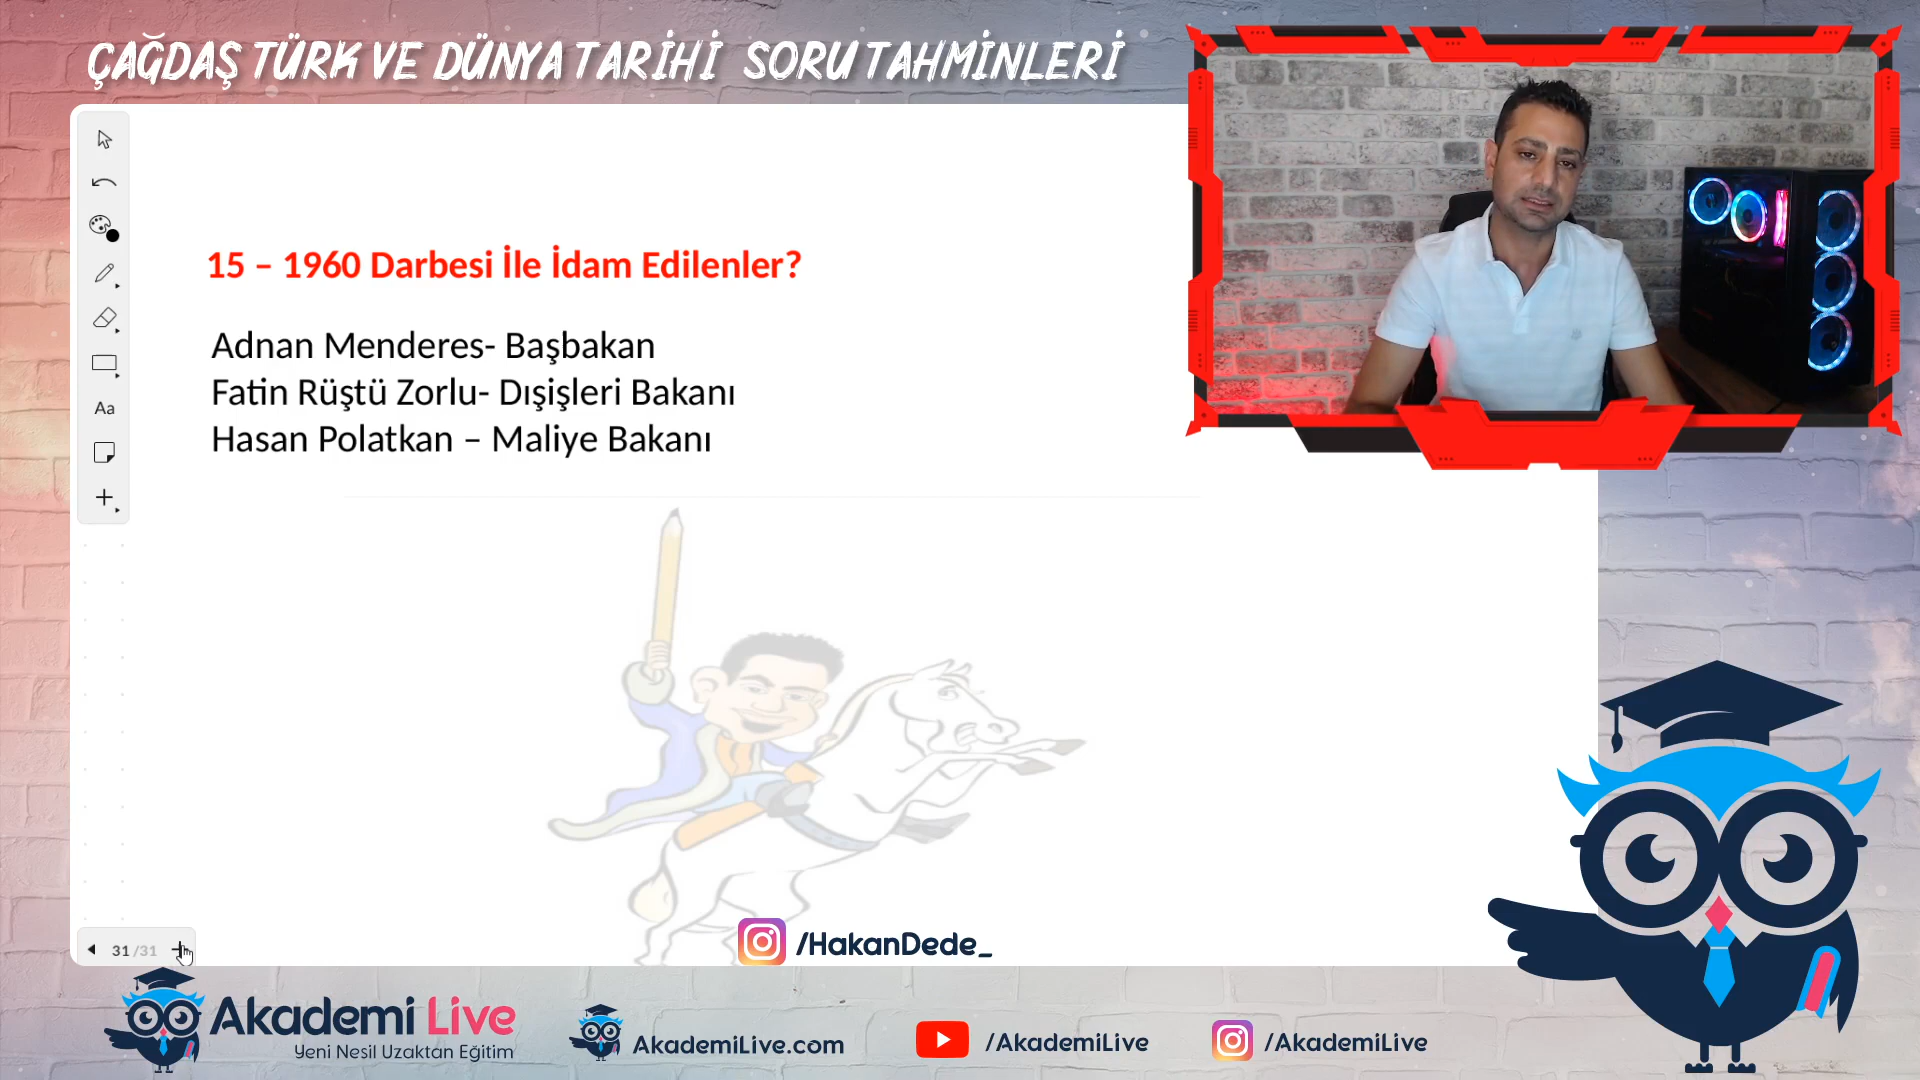 ÇAĞDAŞ TÜRK VE DÜNYA TARİHİ SORU TAHMİNLERİ
15 – 1960 Darbesi İle İdam Edilenler?
Adnan Menderes- Başbakan
Fatin Rüştü Zorlu- Dışişleri Bakanı
Hasan Polatkan – Maliye Bakanı
Aa
31 /31
/HakanDede_
Akademi Live
Yeni Nesil Uzaktan Eğitim
AkademiLive.com
/AkademiLive
/AkademiLive